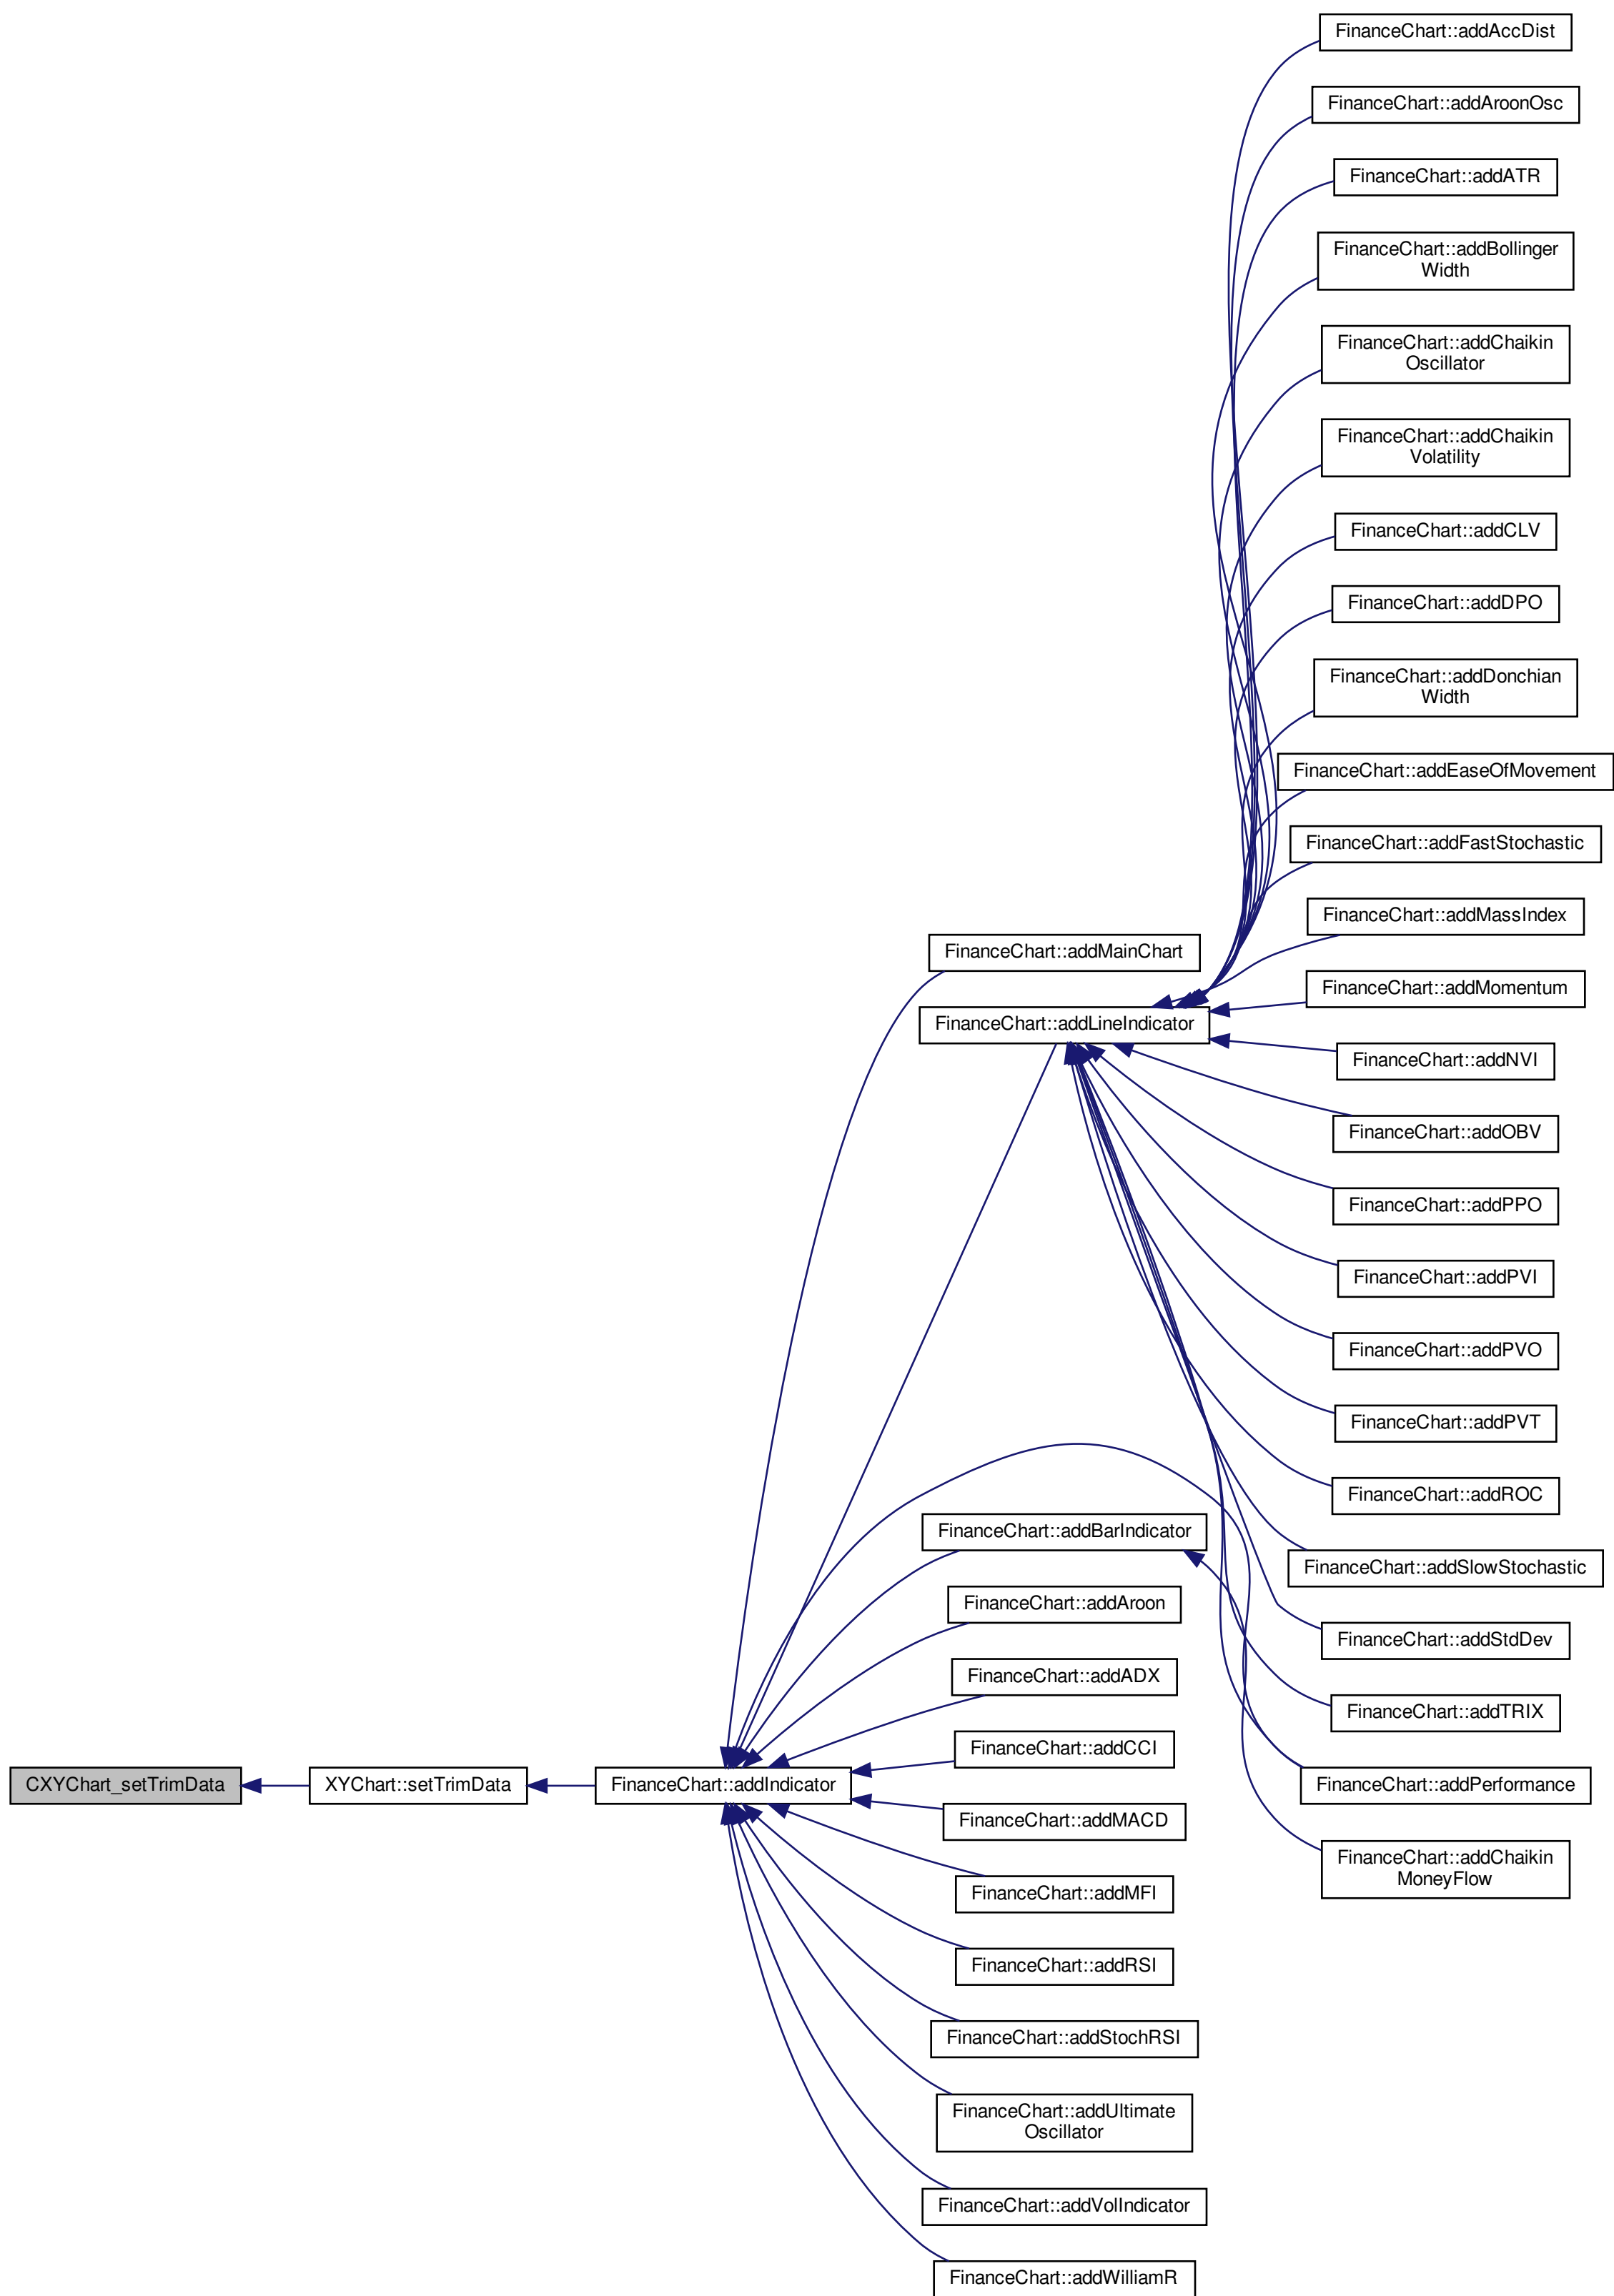 CXYChart_setTrimData
XYChart::setTrimData
FinanceChart::addIndicator
FinanceChart::addMainChart
FinanceChart::addLineIndicator
FinanceChart::addBarIndicator
FinanceChart::addAroon
FinanceChart::addADX
FinanceChart::addCCI
FinanceChart::addMACD
FinanceChart::addMFI
FinanceChart::addRSI
FinanceChart::addStochRSI
FinanceChart::addUltimate
Oscillator
FinanceChart::addVolIndicator
FinanceChart::addWilliamR
FinanceChart::addAccDist
FinanceChart::addAroonOsc
FinanceChart::addATR
FinanceChart::addBollinger
Width
FinanceChart::addChaikin
Oscillator
FinanceChart::addChaikin
Volatility
FinanceChart::addCLV
FinanceChart::addDPO
FinanceChart::addDonchian
Width
FinanceChart::addEaseOfMovement
FinanceChart::addFastStochastic
FinanceChart::addMassIndex
FinanceChart::addMomentum
FinanceChart::addNVI
FinanceChart::addOBV
FinanceChart::addPPO
FinanceChart::addPVI
FinanceChart::addPVO
FinanceChart::addPVT
FinanceChart::addROC
FinanceChart::addSlowStochastic
FinanceChart::addStdDev
FinanceChart::addTRIX
FinanceChart::addPerformance
FinanceChart::addChaikin
MoneyFlow